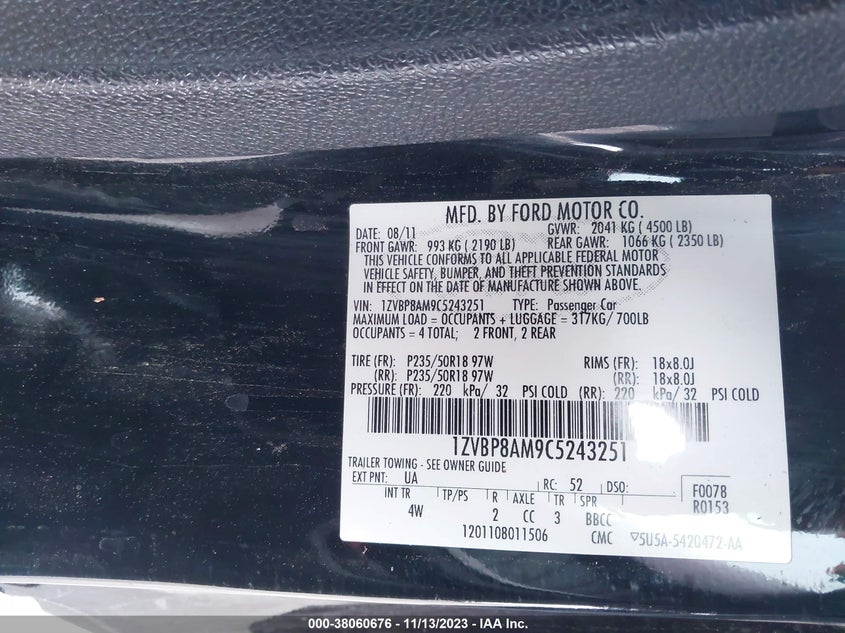 MFD. BY FORD MOTOR CO.
DATE: 08/11 GVWR: 2041 KG ( 4500 LB)
FRONT GAWR: 993 KG ( 2190 LB) REAR GAWR: 1066 KG ( 2350 LB)
THIS VEHICLE CONFORMS TO ALL APPLICABLE FEDERAL MOTOR
VEHICLE SAFETY, BUMPER, AND THEFT PREVENTION STANDARDS
IN EFFECT ON THE DATE OF MANUFACTURE SHOWN ABOVE.
VIN: 1ZVBP8AM9C5243251 TYPE: Passenger Car
MAXIMUM LOAD = OCCUPANTS + LUGGAGE = 317KG/ 700LB
OCCUPANTS = 4 TOTAL; 2 FRONT, 2 REAR
TIRE (FR): P235/50R18 97W RIMS (FR): 18x8.0J
(RR): P235/50R18 97W (RR): 18x8.0J
PRESSURE (FR): 220 kPa/ 32 PSI COLD (RR): 220 kPa/ 32 PSI COLD
1ZVBP8AM9C5243251
TRAILER TOWING - SEE OWNER GUIDE
EXT PNT: UA RC: 52 DSO: F0078
R0153
INT TR TP/PS R AXLE TR SPR
4W 2 CC 3 BBCC
1201108011506 CMC ▽5U5A-5420472-AA
000-38060676 - 11/13/2023 - IAA Inc.